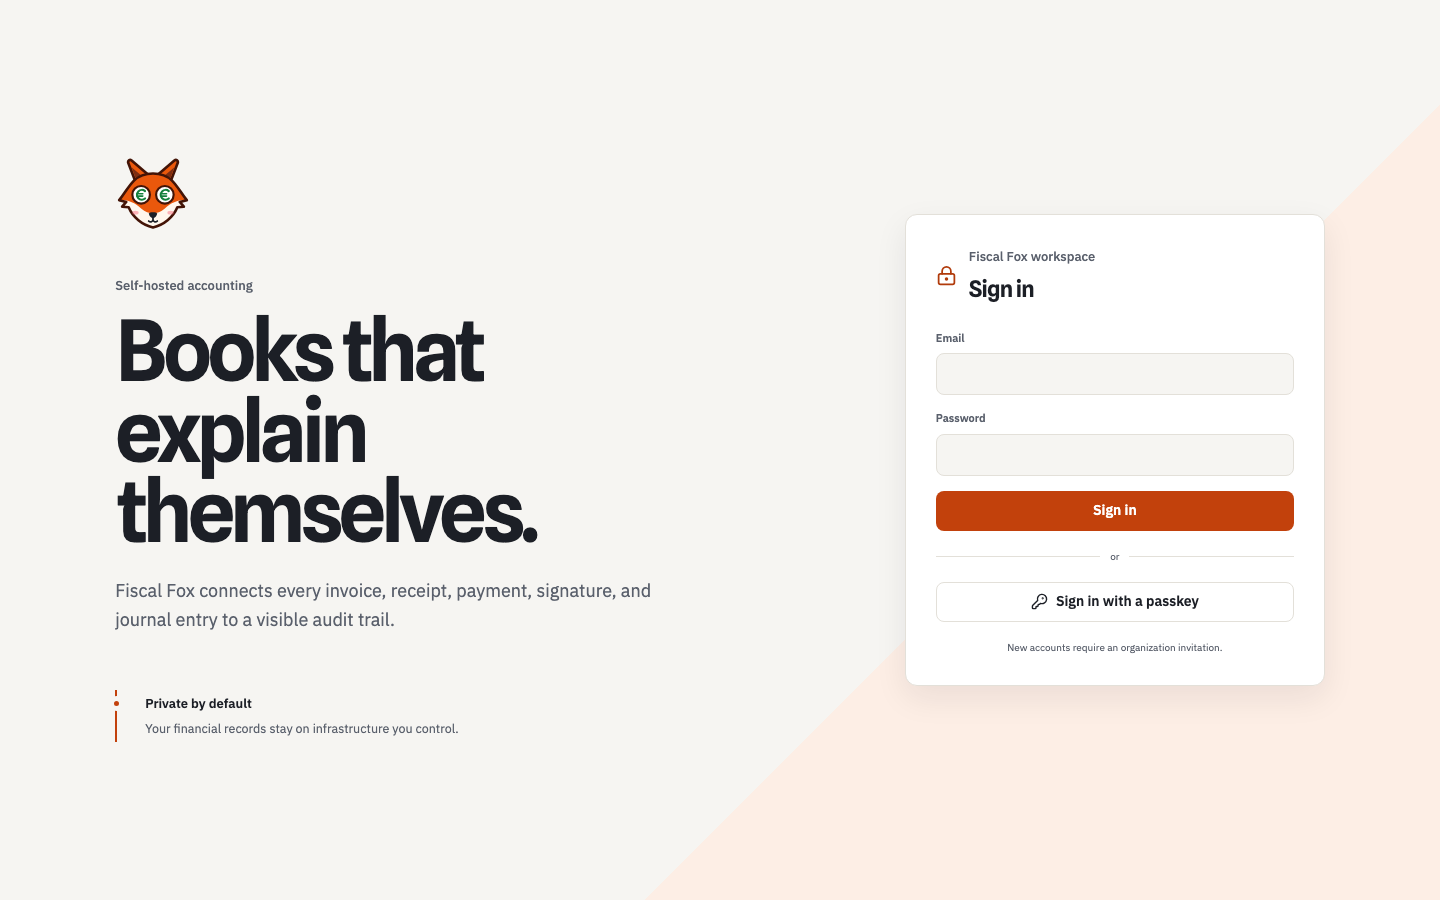 Self-hosted accounting
Books that
explain
themselves.
Fiscal Fox connects every invoice, receipt, payment, signature, and
journal entry to a visible audit trail.
Private by default
Your financial records stay on infrastructure you control.
Fiscal Fox workspace
Sign in
Email
Password
Sign in
or
Sign in with a passkey
New accounts require an organization invitation.